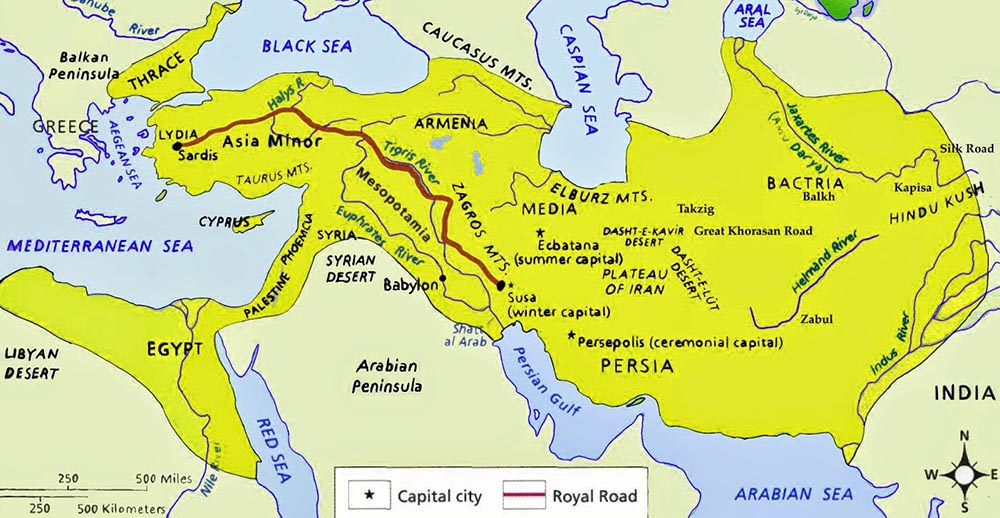 Danube
River
ARAL
SEA
BLACK SEA
CAUCASUS MTS.
CASPIAN SEA
Balkan
Peninsula
THRACE
GREECE
AEGEAN SEA
Halys R.
LYDIA
Sardis
Asia Minor
ARMENIA
TAURUS MTS.
Tigris River
Jakartes River
(Amu Darya)
Silk Road
BACTRIA
Balkh
Kapisa
HINDU KUSH
Mesopotamia
ZAGROS MTS.
ELBURZ MTS.
MEDIA
Takzig
CYPRUS
MEDITERRANEAN SEA
PALESTINE
PHOENICIA
SYRIA
Euphrates River
SYRIAN
DESERT
Babylon
Ecbatana
(summer capital)
DASHT-E-KAVIR
DESERT
Great Khorasan Road
DASHT-E-LUT
DESERT
PLATEAU
OF IRAN
Helmand River
Zabul
Susa
(winter capital)
Shatt
al Arab
Persepolis (ceremonial capital)
PERSIA
Persian Gulf
Indus River
INDIA
EGYPT
LIBYAN
DESERT
Arabian
Peninsula
RED SEA
Nile River
ARABIAN SEA
250 500 Miles
250 500 Kilometers
Capital city
Royal Road
N
W E
S